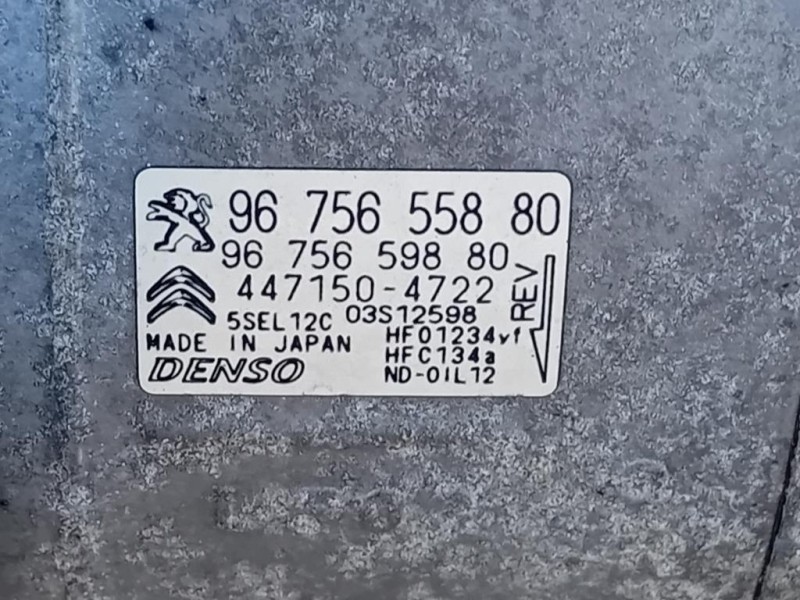 96 756 558 80
96 756 598 80
447150-4722
5SEL12C 03S12598
MADE IN JAPAN HF01234yf
DENSO HFC134a
ND-OIL12
REV